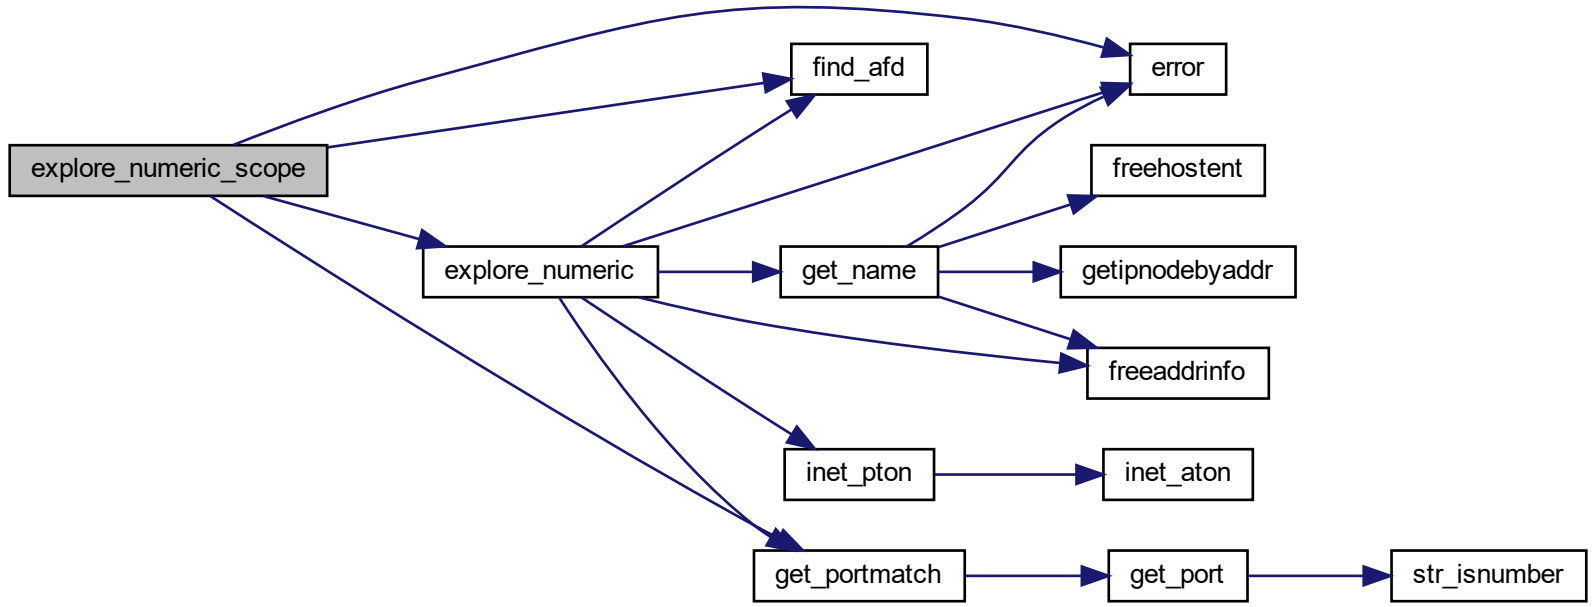 find_afd
error
explore_numeric_scope
freehostent
explore_numeric
get_name
getipnodebyaddr
freeaddrinfo
inet_pton
inet_aton
get_portmatch
get_port
str_isnumber